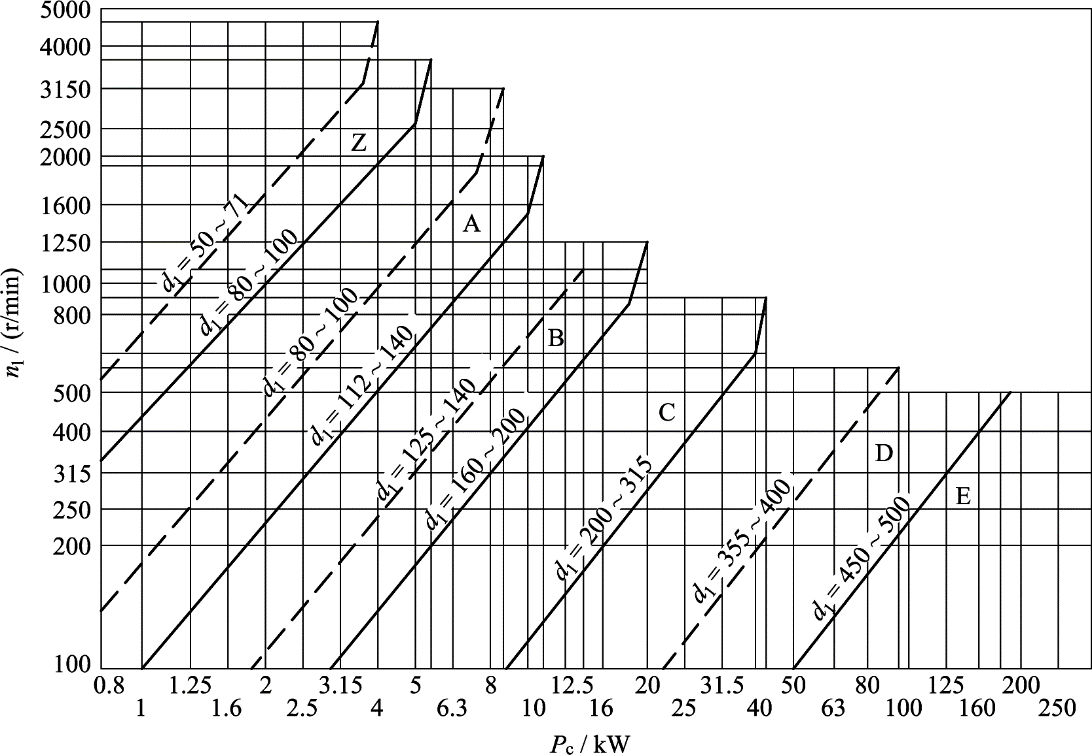 5000
4000
3150
2500
2000
1600
1250
1000
800
500
400
315
250
200
100
n₁ / (r/min)
Z
A
B
C
D
E
d₁ = 50 ~ 71
d₁ = 80 ~ 100
d₁ = 80 ~ 100
d₁ = 112 ~ 140
d₁ = 125 ~ 140
d₁ = 160 ~ 200
d₁ = 200 ~ 315
d₁ = 355 ~ 400
d₁ = 450 ~ 500
0.8 1.25 2 3.15 5 8 12.5 20 31.5 50 80 125 200
1 1.6 2.5 4 6.3 10 16 25 40 63 100 160 250
Pc / kW